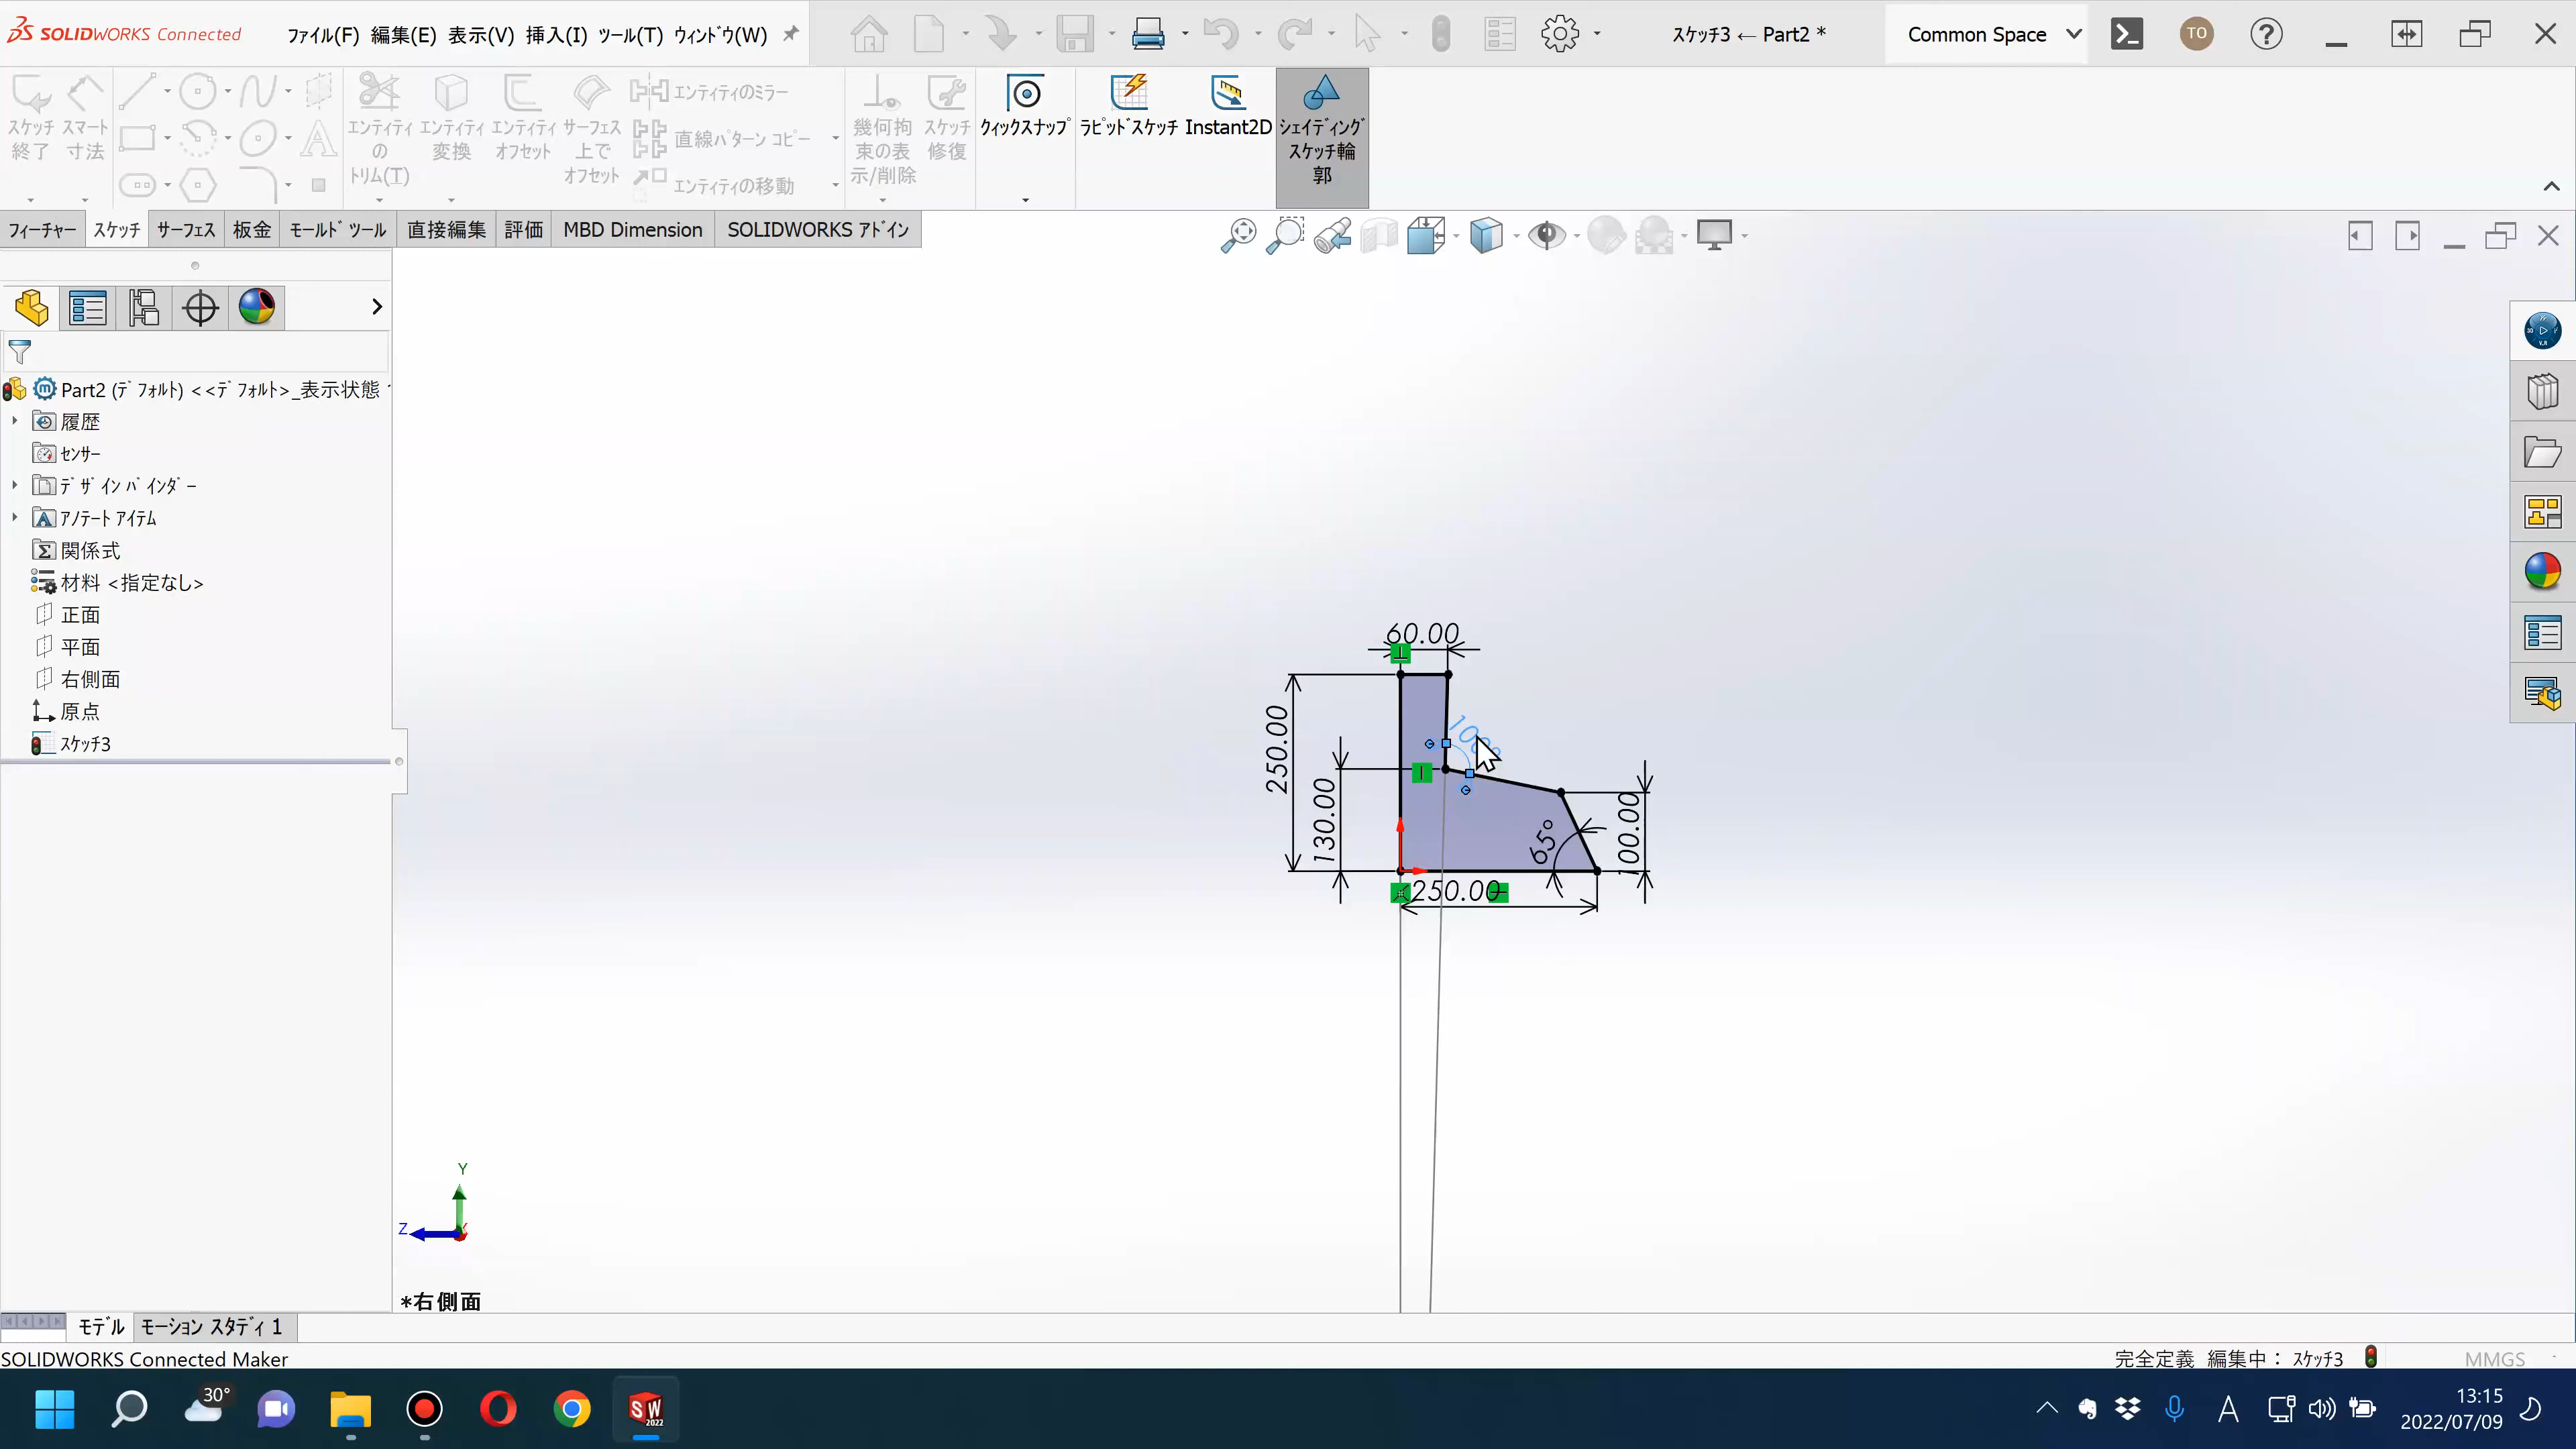 SOLIDWORKS Connected
ファイル(F) 編集(E) 表示(V) 挿入(I) ツール(T) ウィンドウ(W)
スケッチ3 ← Part2 *
Common Space
TO
スケッチ終了
スマート寸法
エンティティのトリム(T)
エンティティ変換
エンティティオフセット
サーフェス上でオフセット
エンティティのミラー
直線パターン コピー
エンティティの移動
幾何拘束の表示/削除
スケッチ修復
クイックスナップ
ラピッドスケッチ
Instant2D
シェイディングスケッチ輪郭
フィーチャー スケッチ サーフェス 板金 モールド ツール 直接編集 評価 MBD Dimension SOLIDWORKS アドイン
Part2 (デフォルト) <<デフォルト>_表示状態
履歴
センサー
デザイン バインダー
アノテート アイテム
関係式
材料 <指定なし>
正面
平面
右側面
原点
スケッチ3
60.00
250.00
130.00
65°
100.00
250.00
Y
Z
*右側面
モデル モーション スタディ 1
SOLIDWORKS Connected Maker
完全定義 編集中： スケッチ3
MMGS
30°
SW
2022
A
13:15
2022/07/09